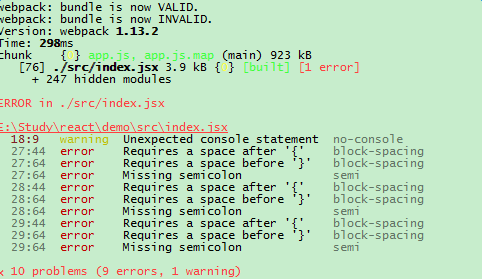 webpack: bundle is now VALID.
webpack: bundle is now INVALID.
Version: webpack 1.13.2
Time: 298ms
chunk    {0} app.js, app.js.map (main) 923 kB
   [76] ./src/index.jsx 3.9 kB {0} [built] [1 error]
     + 247 hidden modules
ERROR in ./src/index.jsx
E:\Study\react\demo\src\index.jsx
  18:9   warning  Unexpected console statement  no-console
  27:44  error    Requires a space after '{'    block-spacing
  27:64  error    Requires a space before '}'   block-spacing
  27:64  error    Missing semicolon             semi
  28:44  error    Requires a space after '{'    block-spacing
  28:64  error    Requires a space before '}'   block-spacing
  28:64  error    Missing semicolon             semi
  29:44  error    Requires a space after '{'    block-spacing
  29:64  error    Requires a space before '}'   block-spacing
  29:64  error    Missing semicolon             semi
x 10 problems (9 errors, 1 warning)